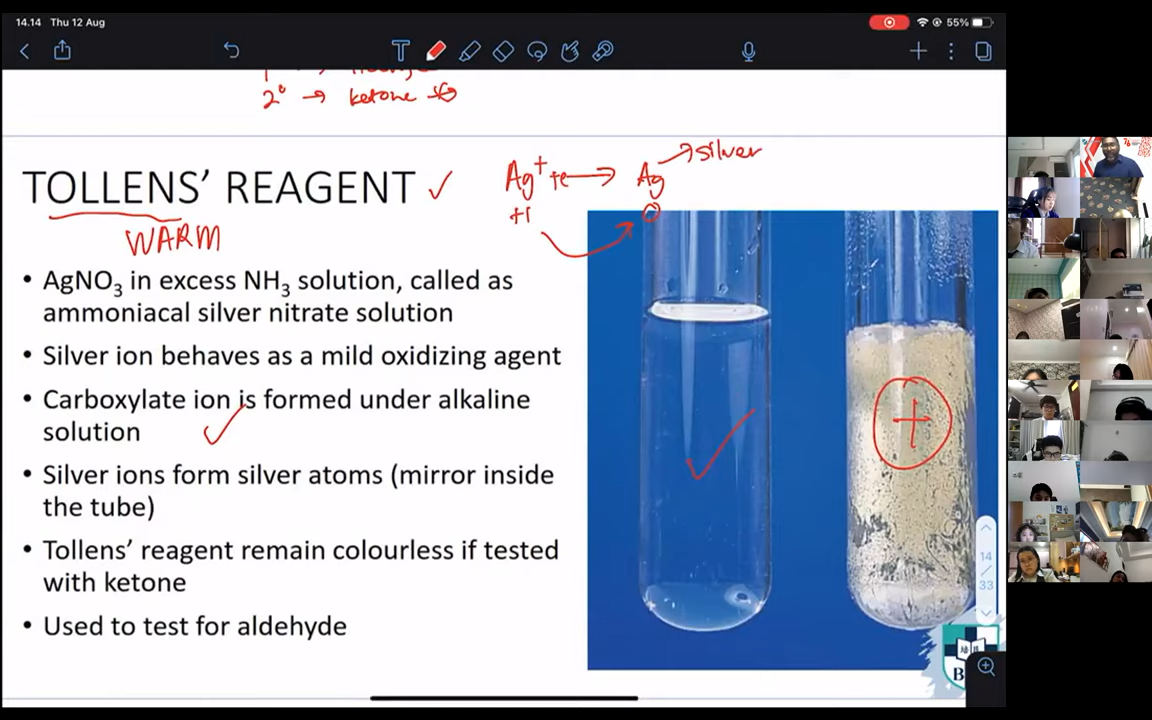 14.14 Thu 12 Aug
55%
2° → ketone
TOLLENS' REAGENT ✓
WARM
Ag⁺ +e → Ag → silver
+1
0
• AgNO₃ in excess NH₃ solution, called as
ammoniacal silver nitrate solution
• Silver ion behaves as a mild oxidizing agent
• Carboxylate ion is formed under alkaline
solution
• Silver ions form silver atoms (mirror inside
the tube)
• Tollens' reagent remain colourless if tested
with ketone
• Used to test for aldehyde
+
14
/
33
B